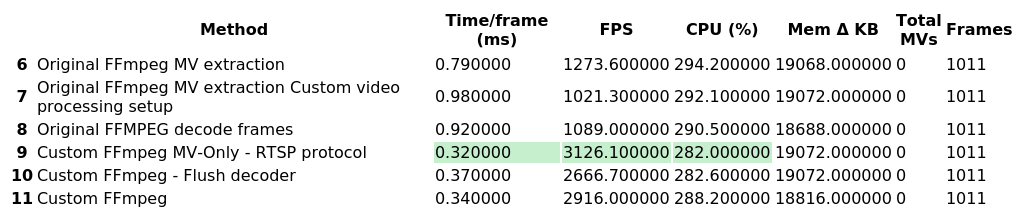 Method Time/frame (ms) FPS CPU (%) Mem Δ KB Total MVs Frames
6 Original FFmpeg MV extraction 0.790000 1273.600000 294.200000 19068.000000 0 1011
7 Original FFmpeg MV extraction Custom video processing setup 0.980000 1021.300000 292.100000 19072.000000 0 1011
8 Original FFMPEG decode frames 0.920000 1089.000000 290.500000 18688.000000 0 1011
9 Custom FFmpeg MV-Only - RTSP protocol 0.320000 3126.100000 282.000000 19072.000000 0 1011
10 Custom FFmpeg - Flush decoder 0.370000 2666.700000 282.600000 19072.000000 0 1011
11 Custom FFmpeg 0.340000 2916.000000 288.200000 18816.000000 0 1011